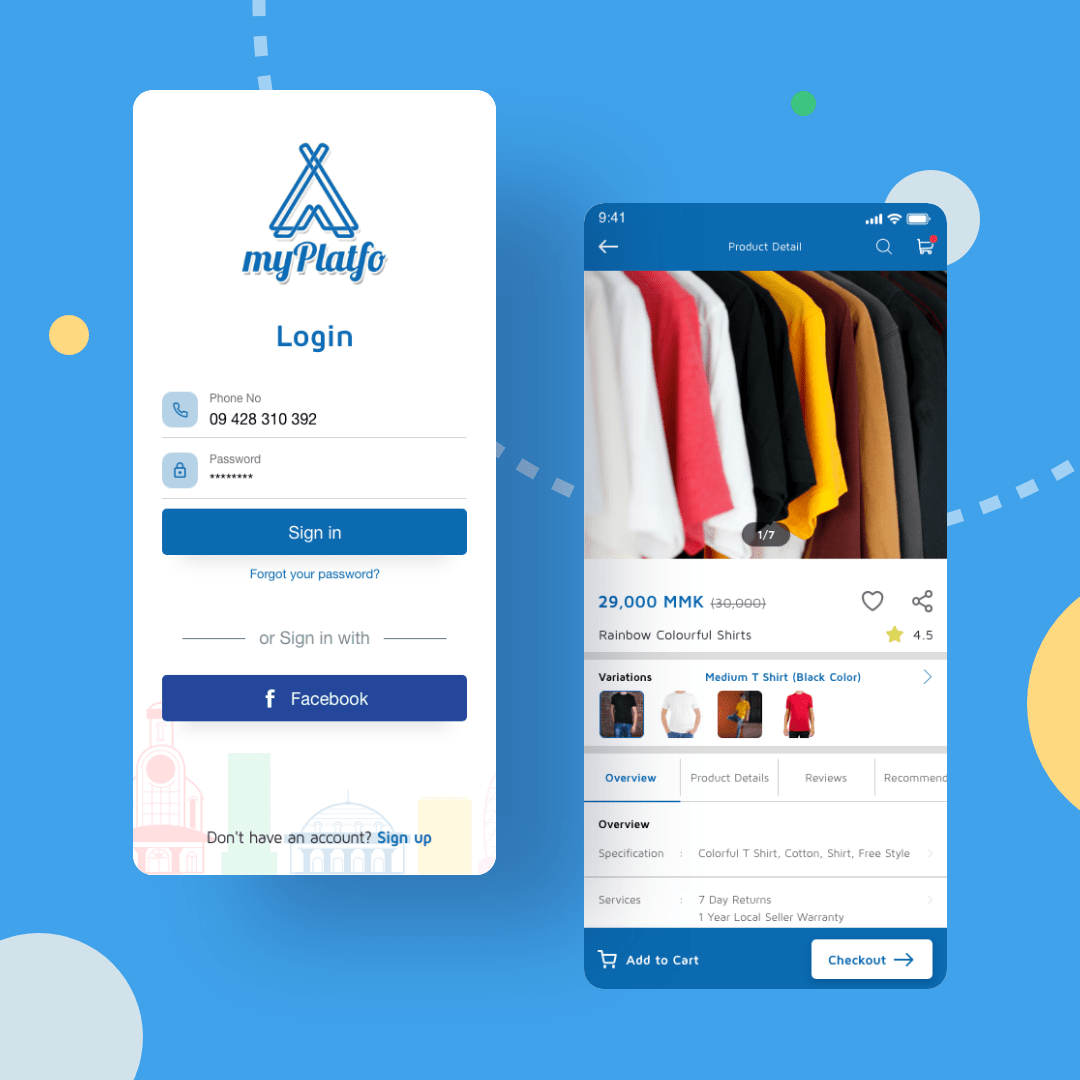 myPlatfo
Login
Phone No
09 428 310 392
Password
********
Sign in
Forgot your password?
or Sign in with
f Facebook
Don't have an account? Sign up
9:41
Product Detail
1/7
29,000 MMK (30,000)
Rainbow Colourful Shirts 4.5
Variations Medium T Shirt (Black Color)
Overview Product Details Reviews Recommend
Overview
Specification : Colorful T Shirt, Cotton, Shirt, Free Style
Services : 7 Day Returns
1 Year Local Seller Warranty
Add to Cart Checkout